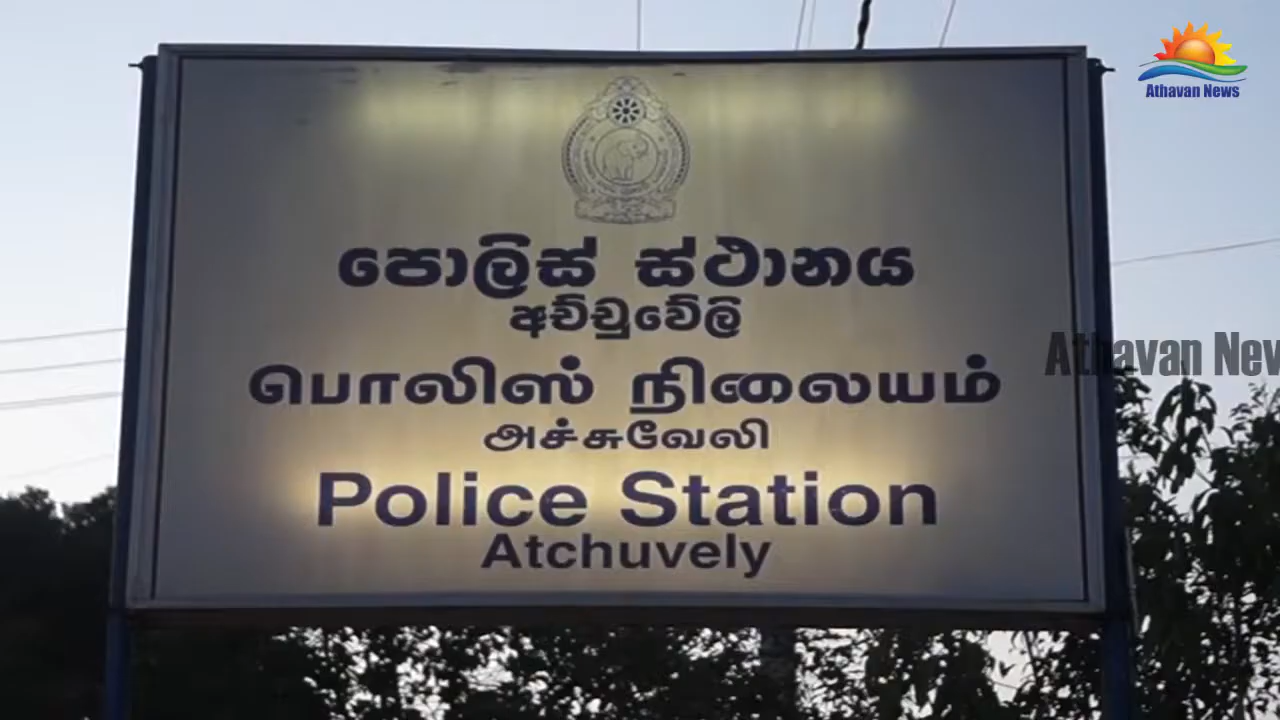 Athavan News
පොලිස් ස්ථානය
අච්චුවේලි
Athavan New
பொலிஸ் நிலையம்
அச்சுவேலி
Police Station
Atchuvely